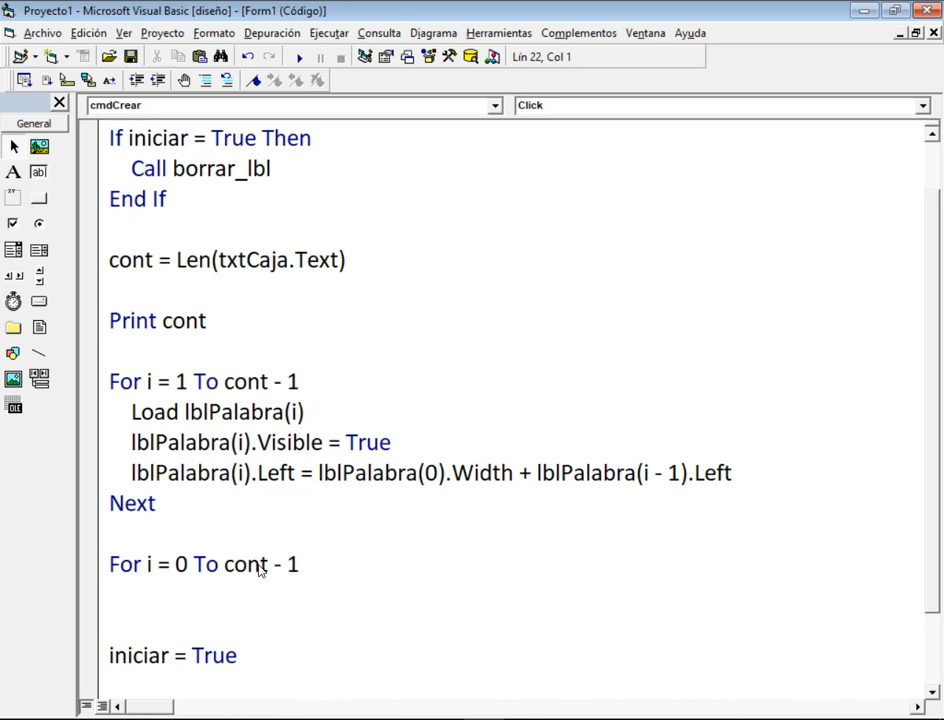 Proyecto1 - Microsoft Visual Basic [diseño] - [Form1 (Código)]
Archivo Edición Ver Proyecto Formato Depuración Ejecutar Consulta Diagrama Herramientas Complementos Ventana Ayuda
Lín 22, Col 1
General
cmdCrear
Click
If iniciar = True Then
Call borrar_lbl
End If
cont = Len(txtCaja.Text)
Print cont
For i = 1 To cont - 1
Load lblPalabra(i)
lblPalabra(i).Visible = True
lblPalabra(i).Left = lblPalabra(0).Width + lblPalabra(i - 1).Left
Next
For i = 0 To cont - 1
iniciar = True